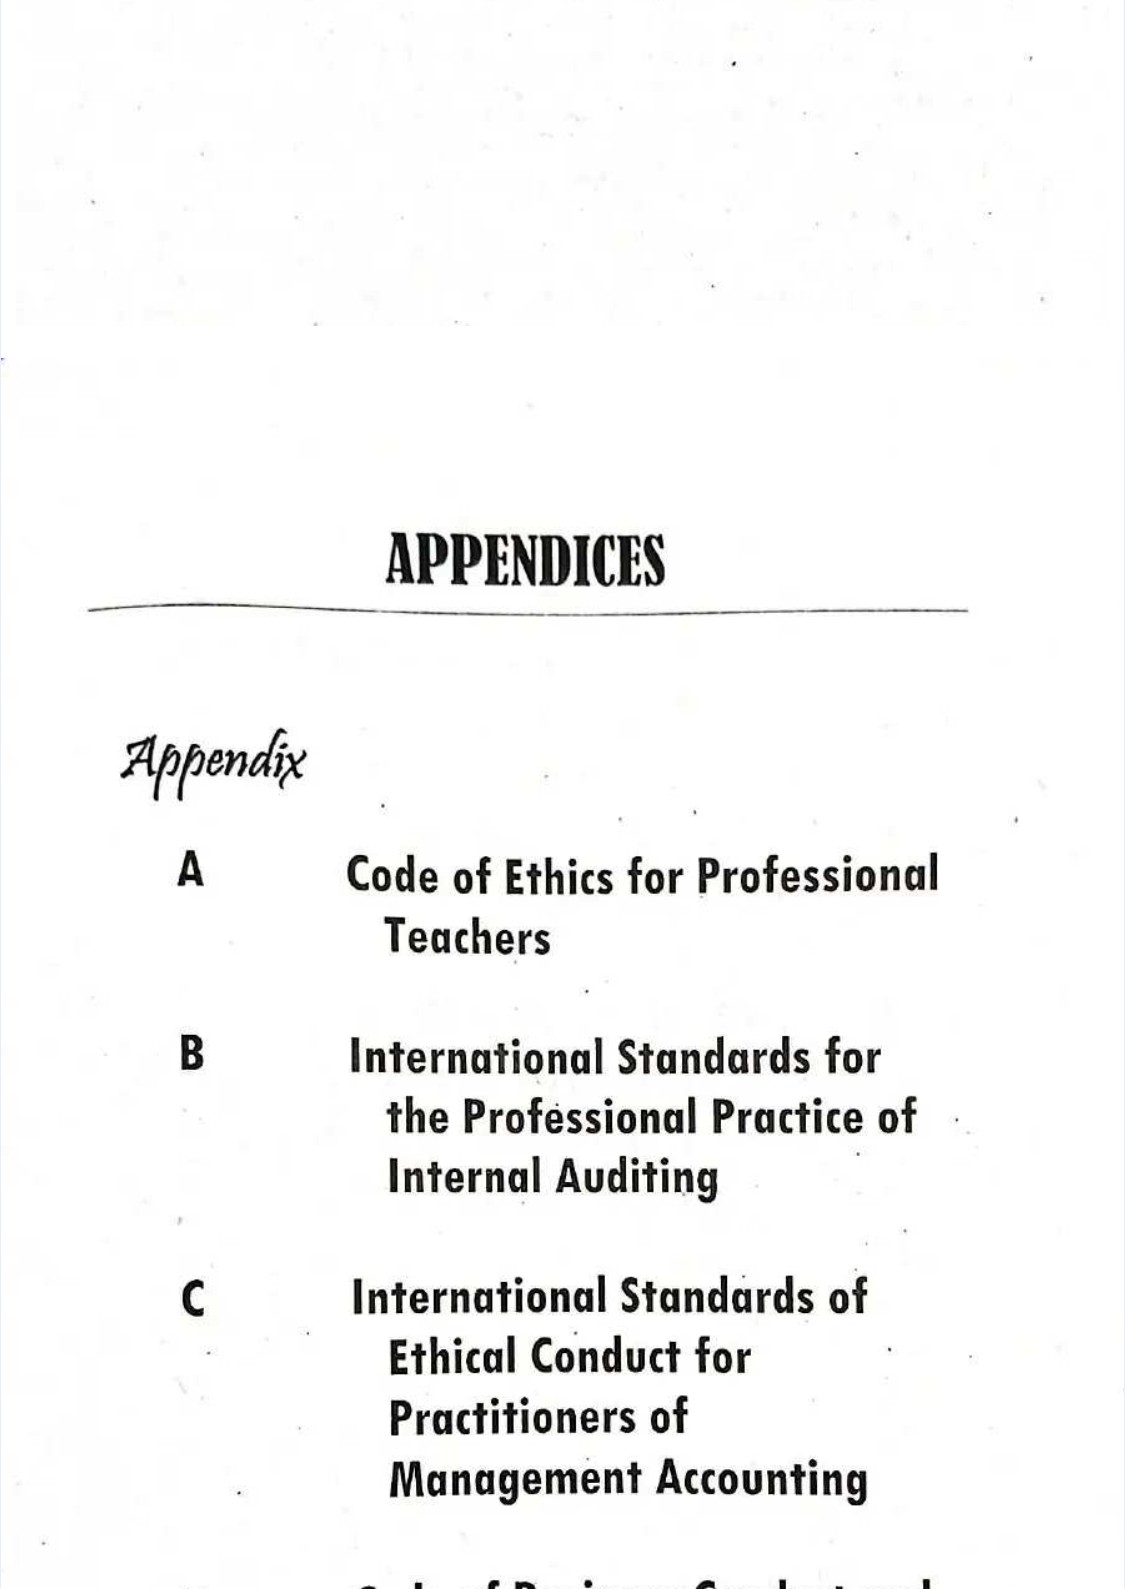 APPENDICES
Appendix
A Code of Ethics for Professional
Teachers
B International Standards for
the Professional Practice of
Internal Auditing
C International Standards of
Ethical Conduct for
Practitioners of
Management Accounting